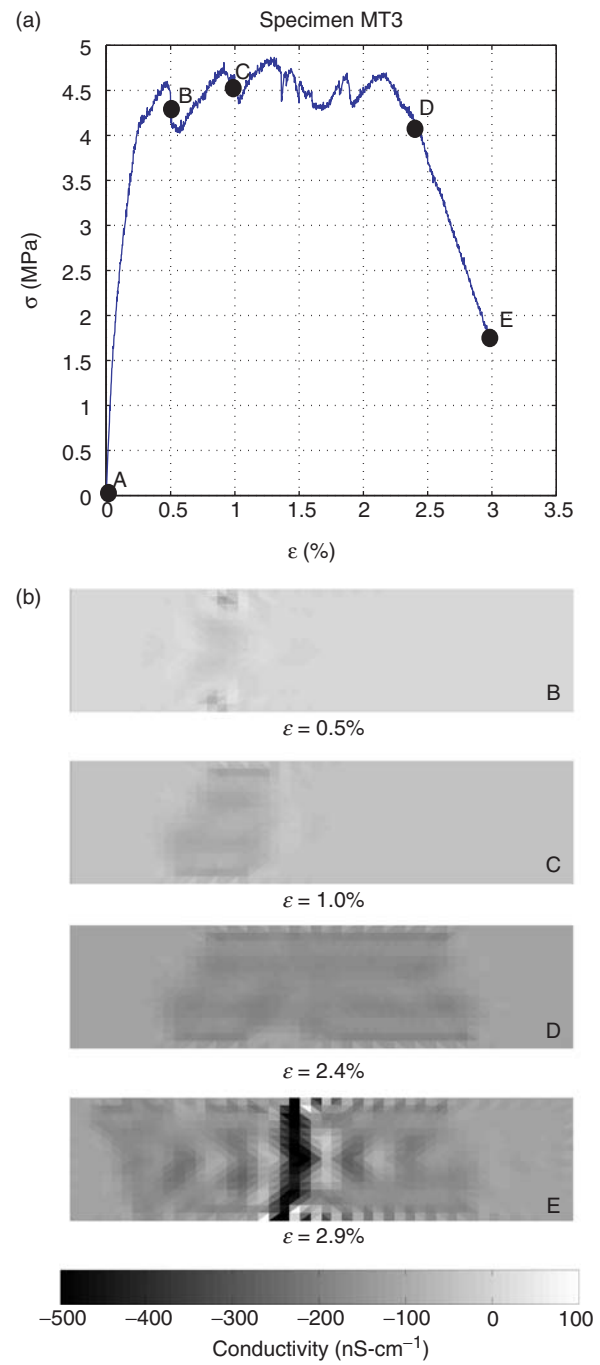 (a)
Specimen MT3
5
4.5
4
3.5
3
2.5
2
1.5
1
0.5
0
σ (MPa)
A
B
C
D
E
0 0.5 1 1.5 2 2.5 3 3.5
ε (%)
(b)
B
ε = 0.5%
C
ε = 1.0%
D
ε = 2.4%
E
ε = 2.9%
−500 −400 −300 −200 −100 0 100
Conductivity (nS-cm⁻¹)